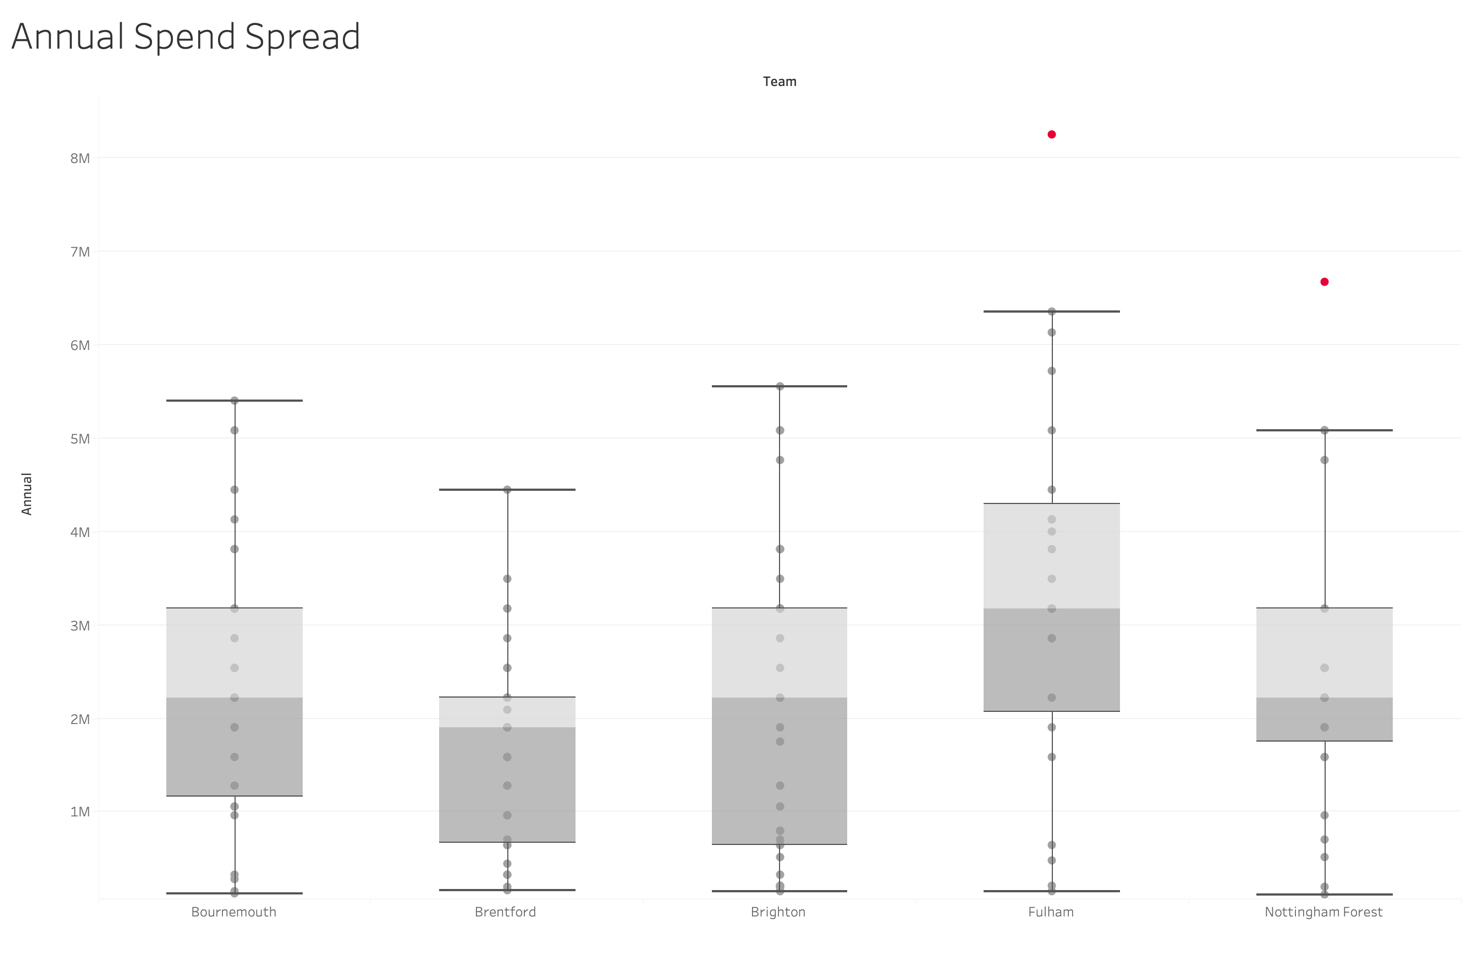 Annual Spend Spread
Team
8M
7M
6M
5M
4M
3M
2M
1M
Annual
Bournemouth
Brentford
Brighton
Fulham
Nottingham Forest